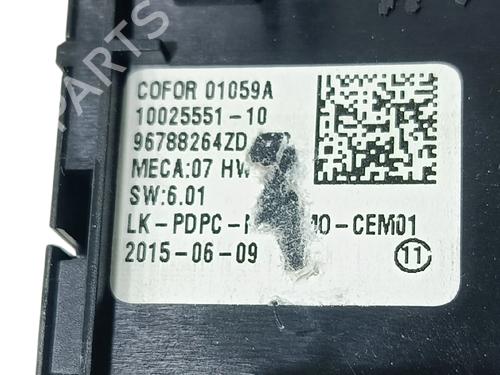 COFOR 01059A
10025551-10
96788264ZD
MECA:07 HW
SW:6.01
LK-PDPC- -CEM01
2015-06-09
11
PARTS